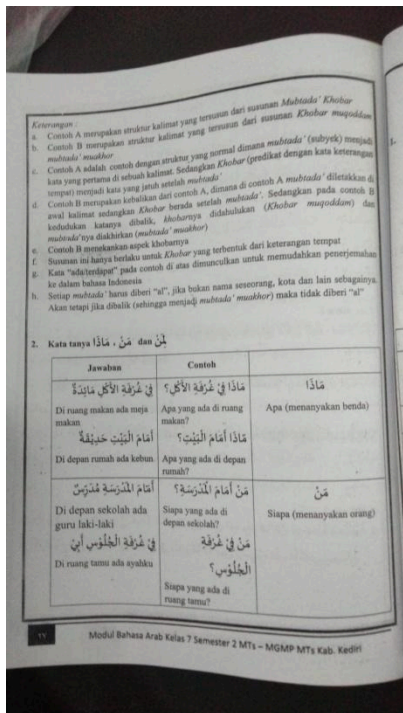 Keterangan :
a. Contoh A merupakan struktur kalimat yang tersusun dari susunan Mubtada' Khobar
b. Contoh B merupakan struktur kalimat yang tersusun dari susunan Khobar muqoddam
mubtada' muakhor
c. Contoh A adalah contoh dengan struktur yang normal dimana mubtada' (subyek) menjadi
kata yang pertama di sebuah kalimat. Sedangkan Khobar (predikat dengan kata keterangan
tempat) menjadi kata yang jatuh setelah mubtada'
d. Contoh B merupakan kebalikan dari contoh A, dimana di contoh A mubtada' diletakkan di
awal kalimat sedangkan Khobar berada setelah mubtada'. Sedangkan pada contoh B
kedudukan katanya dibalik, khobarnya didahulukan (Khobar muqoddam) dan
mubtada'nya diakhirkan (mubtada' muakhor)
e. Contoh B menekankan aspek khobarnya
f. Susunan ini hanya berlaku untuk Khobar yang terbentuk dari keterangan tempat
g. Kata "ada/terdapat" pada contoh di atas dimunculkan untuk memudahkan penerjemahan
ke dalam bahasa Indonesia
h. Setiap mubtada' harus diberi "al", jika bukan nama seseorang, kota dan lain sebagainya.
Akan tetapi jika dibalik (sehingga menjadi mubtada' muakhor) maka tidak diberi "al"
2. Kata tanya مَاذَا ، مَنْ dan لِمَنْ
Jawaban
Contoh
فِيْ غُرْفَةِ الْأَكْلِ مَائِدَةٌ
مَاذَا فِيْ غُرْفَةِ الْأَكْلِ؟
مَاذَا
Di ruang makan ada meja
makan
Apa yang ada di ruang
makan?
Apa (menanyakan benda)
أَمَامَ الْبَيْتِ حَدِيْقَةٌ
مَاذَا أَمَامَ الْبَيْتِ؟
Di depan rumah ada kebun
Apa yang ada di depan
rumah?
أَمَامَ الْمَدْرَسَةِ مُدَرِّسٌ
مَنْ أَمَامَ الْمَدْرَسَةِ؟
مَنْ
Di depan sekolah ada
guru laki-laki
Siapa yang ada di
depan sekolah?
Siapa (menanyakan orang)
فِيْ غُرْفَةِ الْجُلُوْسِ أَبِيْ
مَنْ فِيْ غُرْفَةِ
الْجُلُوْسِ؟
Di ruang tamu ada ayahku
Siapa yang ada di
ruang tamu?
Modul Bahasa Arab Kelas 7 Semester 2 MTs – MGMP MTs Kab. Kediri